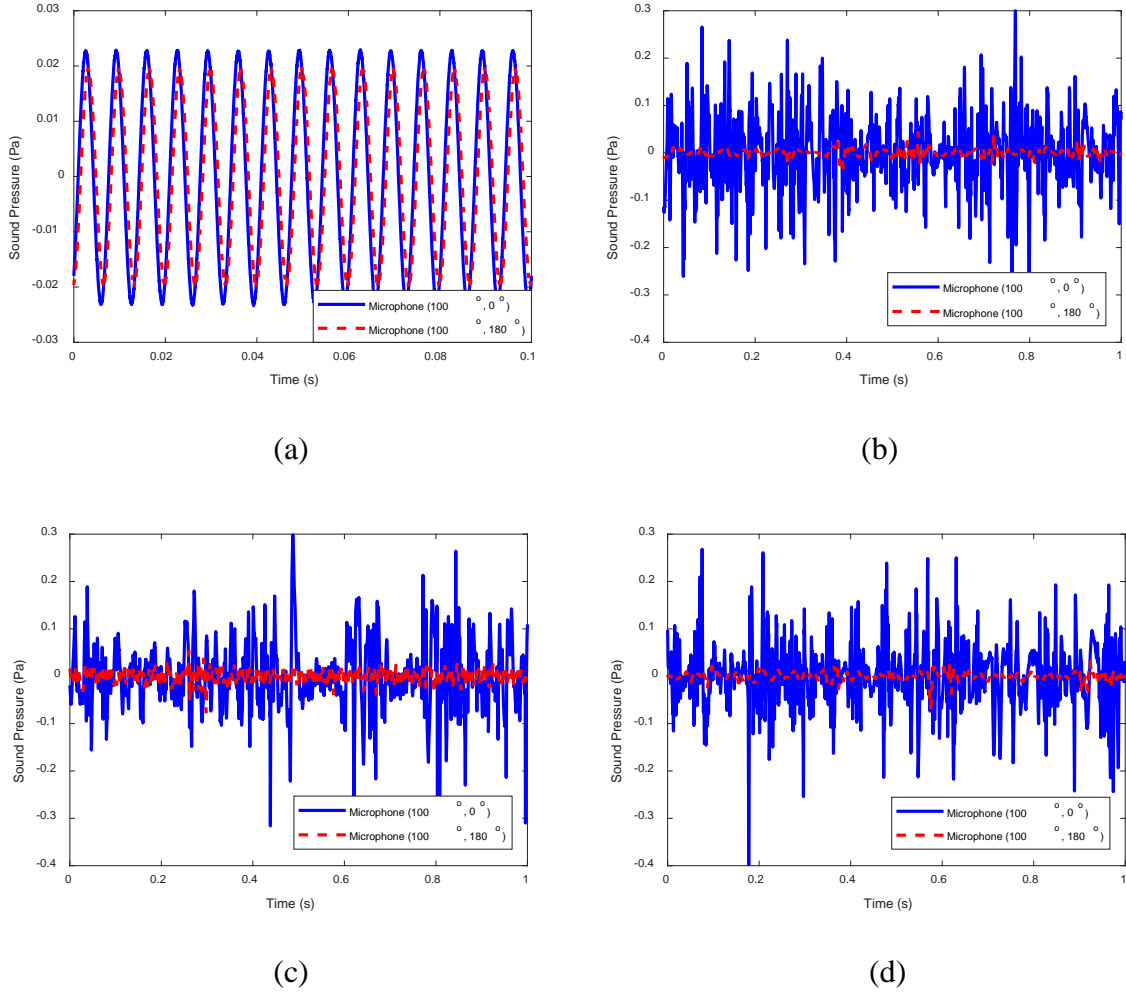 0.03
0.02
0.01
0
-0.01
-0.02
-0.03
Sound Pressure (Pa)
Microphone (100 o, 0 o)
Microphone (100 o, 180 o)
0 0.02 0.04 0.06 0.08 0.1
Time (s)
(a)
0.3
0.2
0.1
0
-0.1
-0.2
-0.3
-0.4
Sound Pressure (Pa)
Microphone (100 o, 0 o)
Microphone (100 o, 180 o)
0 0.2 0.4 0.6 0.8 1
Time (s)
(b)
0.3
0.2
0.1
0
-0.1
-0.2
-0.3
-0.4
Sound Pressure (Pa)
Microphone (100 o, 0 o)
Microphone (100 o, 180 o)
0 0.2 0.4 0.6 0.8 1
Time (s)
(c)
0.3
0.2
0.1
0
-0.1
-0.2
-0.3
-0.4
Sound Pressure (Pa)
Microphone (100 o, 0 o)
Microphone (100 o, 180 o)
0 0.2 0.4 0.6 0.8 1
Time (s)
(d)